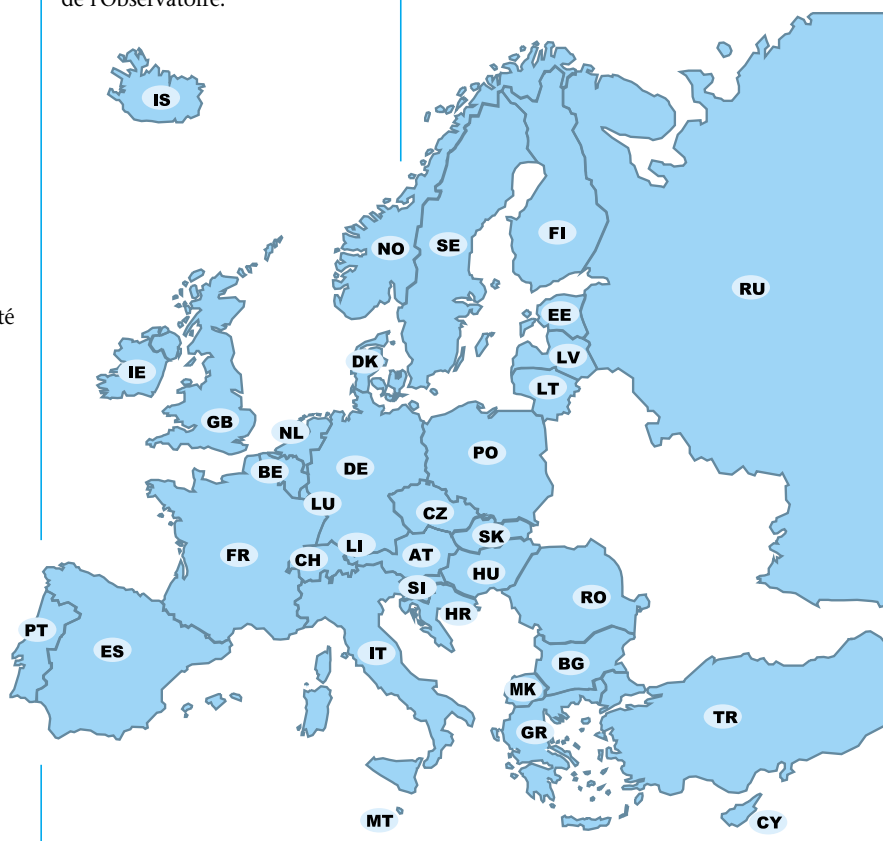 de l'Observatoire.
IS
NO
SE
FI
RU
té
EE
IE
DK
LV
LT
GB
NL
PO
BE
DE
LU
CZ
SK
FR
CH
LI
AT
HU
SI
RO
HR
PT
ES
IT
BG
MK
TR
GR
MT
CY